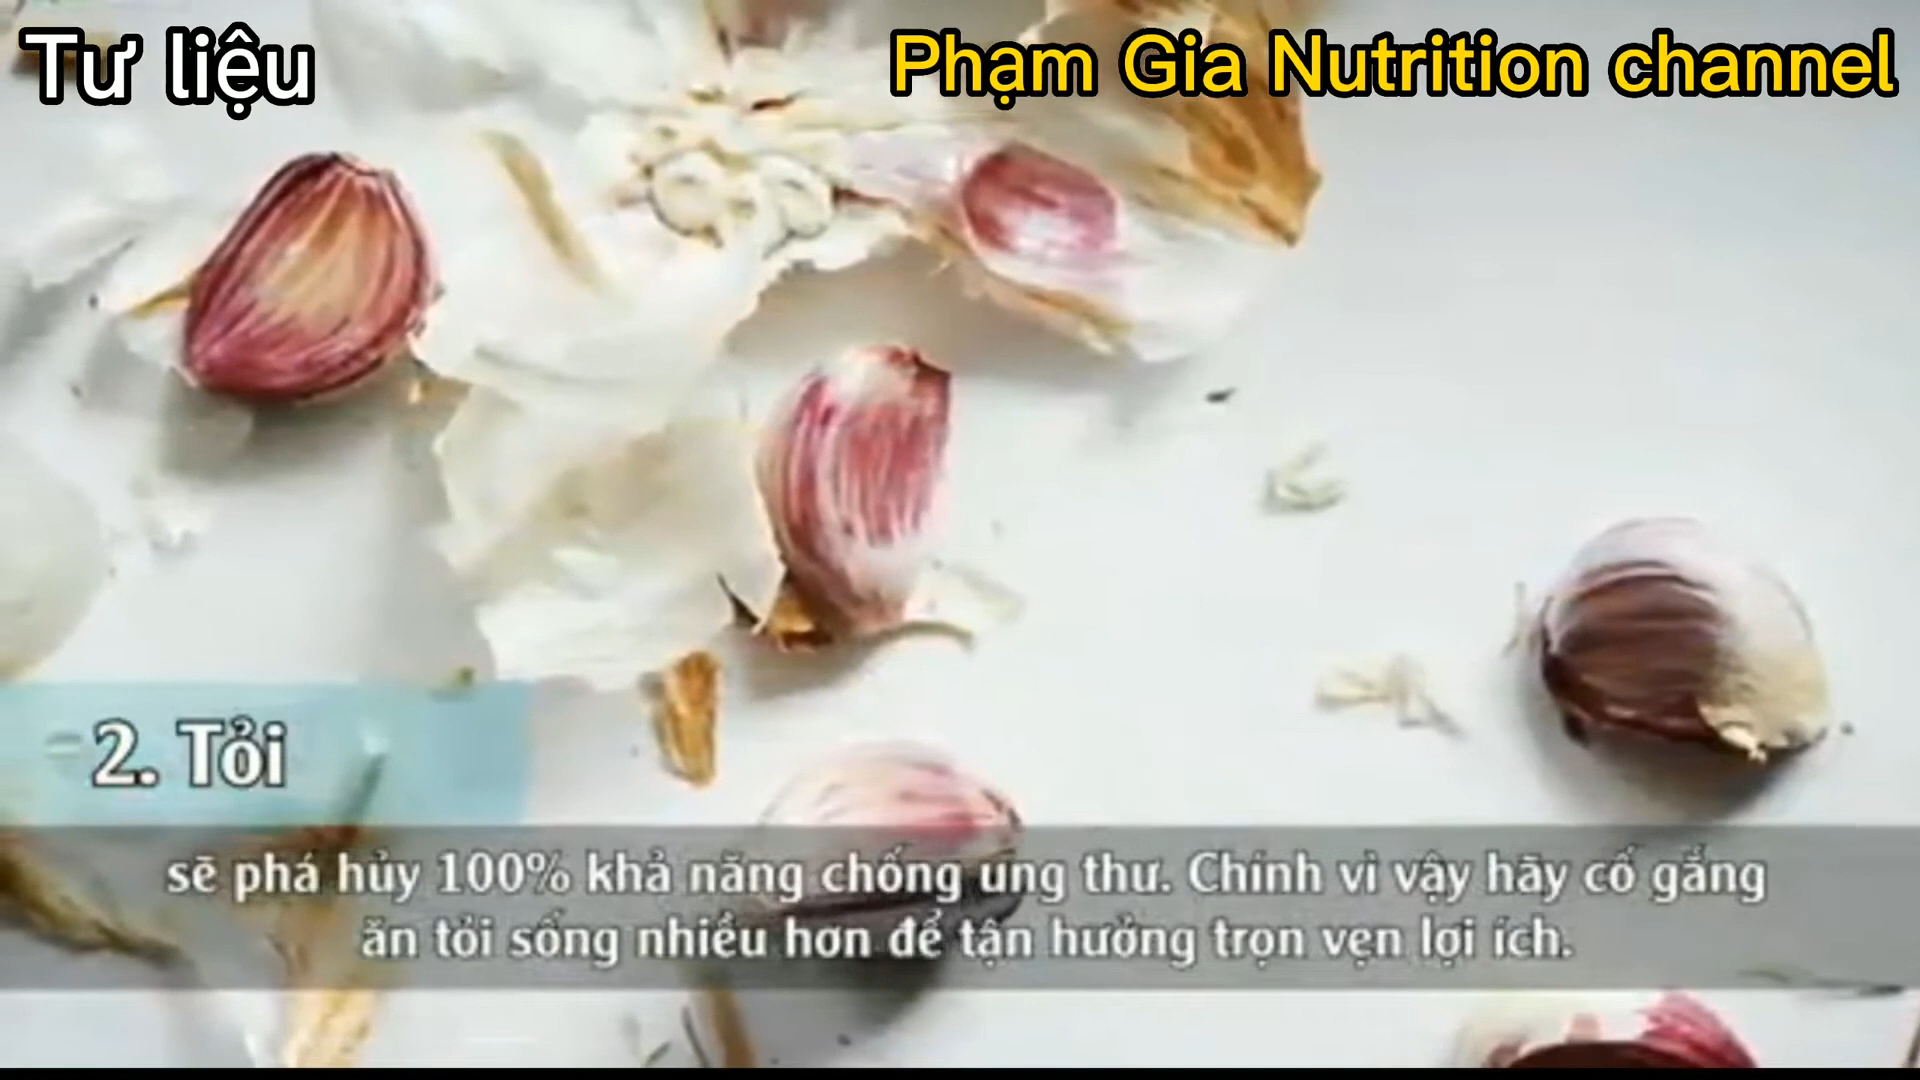 Tư liệu
Phạm Gia Nutrition channel
2. Tỏi
sẽ phá hủy 100% khả năng chống ung thư. Chính vì vậy hãy cố gắng
ăn tỏi sống nhiều hơn để tận hưởng trọn vẹn lợi ích.